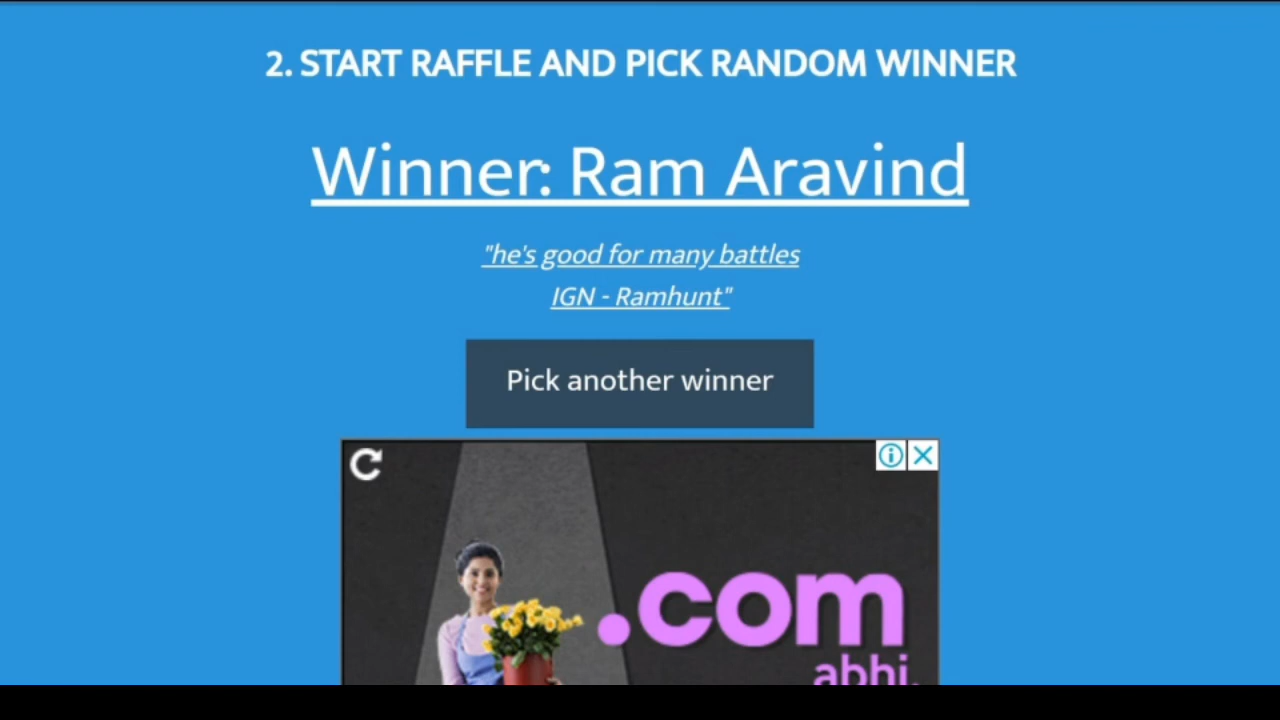 2. START RAFFLE AND PICK RANDOM WINNER
Winner: Ram Aravind
"he's good for many battles
IGN - Ramhunt"
Pick another winner
.com
abhi.